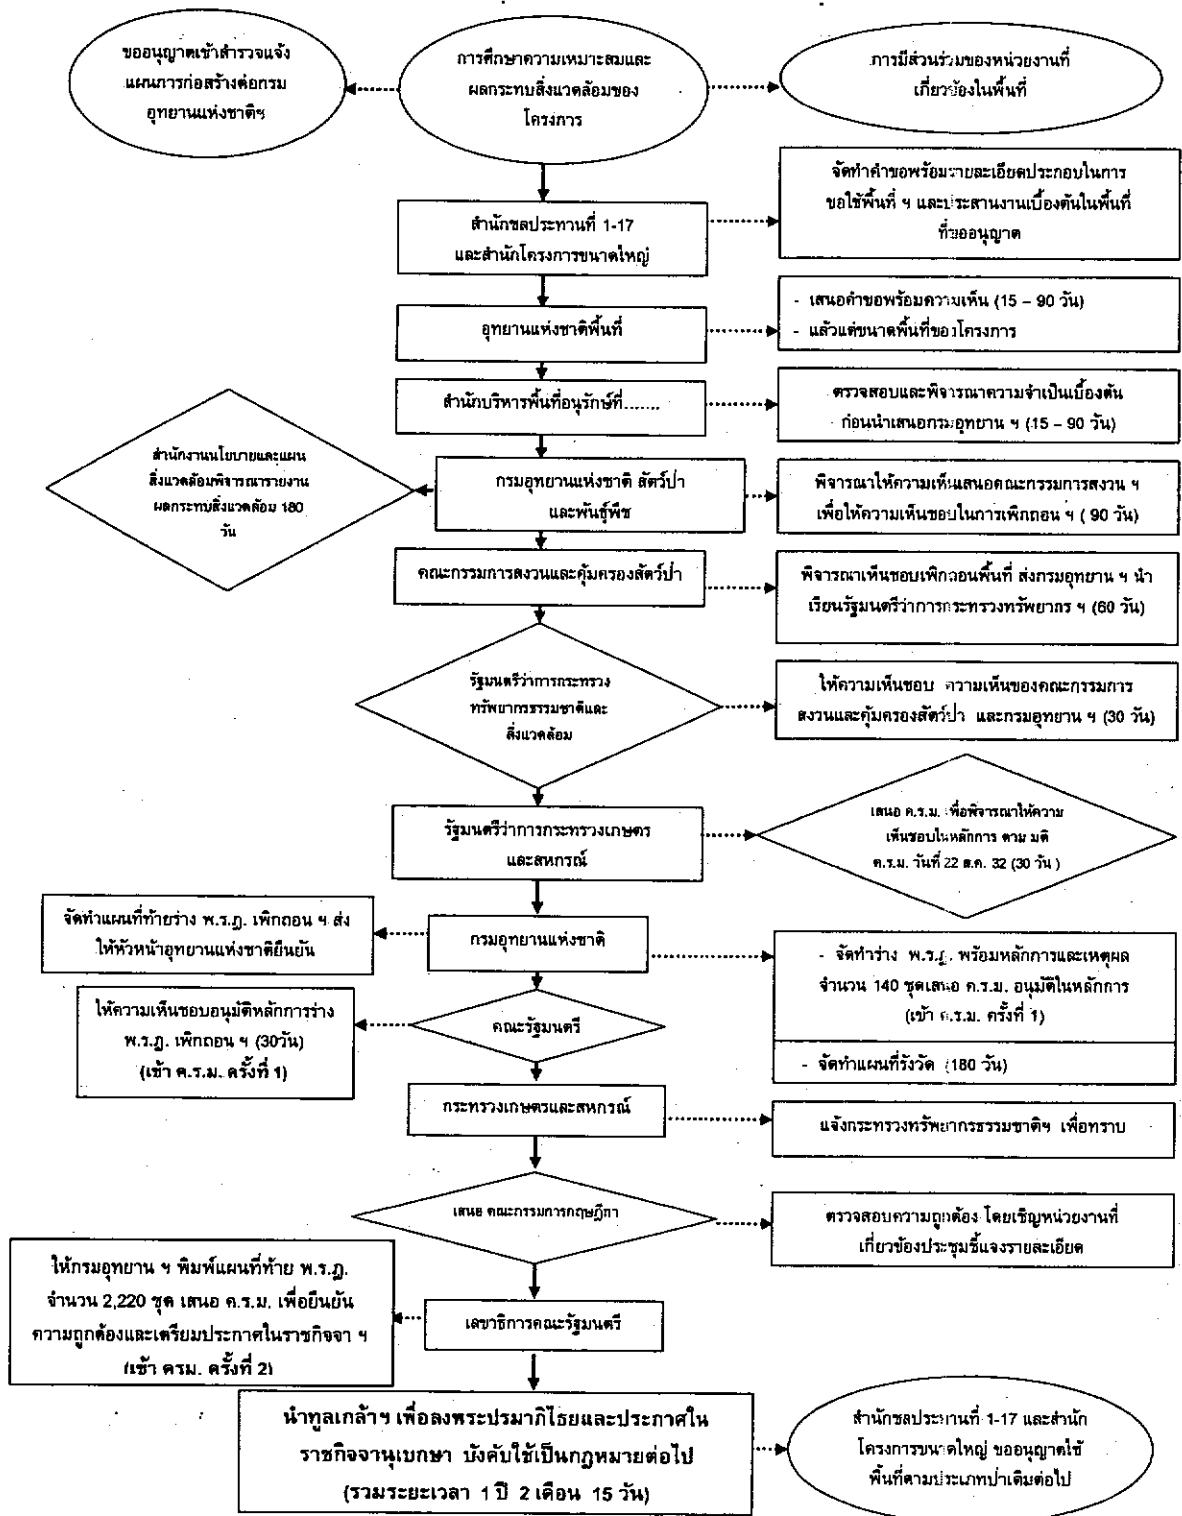 ขออนุญาตเข้าสำรวจแจ้ง
แผนการก่อสร้างต่อกรม
อุทยานแห่งชาติฯ
การศึกษาความเหมาะสมและ
ผลกระทบสิ่งแวดล้อมของ
โครงการ
การมีส่วนร่วมของหน่วยงานที่
เกี่ยวข้องในพื้นที่
สำนักชลประทานที่ 1-17
และสำนักโครงการขนาดใหญ่
จัดทำคำขอพร้อมรายละเอียดประกอบในการ
ขอใช้พื้นที่ ฯ และประสานงานเบื้องต้นในพื้นที่
ที่ขออนุญาต
อุทยานแห่งชาติพื้นที่
- เสนอคำขอพร้อมความเห็น (15 – 90 วัน)
- แล้วแต่ขนาดพื้นที่ของโครงการ
สำนักบริหารพื้นที่อนุรักษ์ที่.......
ตรวจสอบและพิจารณาความจำเป็นเบื้องต้น
ก่อนนำเสนอกรมอุทยาน ฯ (15 – 90 วัน)
สำนักงานนโยบายและแผน
สิ่งแวดล้อมพิจารณารายงาน
ผลกระทบสิ่งแวดล้อม 180
วัน
กรมอุทยานแห่งชาติ สัตว์ป่า
และพันธุ์พืช
พิจารณาให้ความเห็นเสนอคณะกรรมการสงวน ฯ
เพื่อให้ความเห็นชอบในการเพิกถอน ฯ ( 90 วัน)
คณะกรรมการสงวนและคุ้มครองสัตว์ป่า
พิจารณาเห็นชอบเพิกถอนพื้นที่ ส่งกรมอุทยาน ฯ นำ
เรียนรัฐมนตรีว่าการกระทรวงทรัพยากร ฯ (60 วัน)
รัฐมนตรีว่าการกระทรวง
ทรัพยากรธรรมชาติและ
สิ่งแวดล้อม
ให้ความเห็นชอบ ความเห็นของคณะกรรมการ
สงวนและคุ้มครองสัตว์ป่า และกรมอุทยาน ฯ (30 วัน)
รัฐมนตรีว่าการกระทรวงเกษตร
และสหกรณ์
เสนอ ค.ร.ม. เพื่อพิจารณาให้ความ
เห็นชอบในหลักการ ตาม มติ
ค.ร.ม. วันที่ 22 ส.ค. 32 (30 วัน )
จัดทำแผนที่ท้ายร่าง พ.ร.ฎ. เพิกถอน ฯ ส่ง
ให้หัวหน้าอุทยานแห่งชาติยืนยัน
กรมอุทยานแห่งชาติ
- จัดทำร่าง พ.ร.ฎ. พร้อมหลักการและเหตุผล
จำนวน 140 ชุดเสนอ ค.ร.ม. อนุมัติในหลักการ
(เข้า ค.ร.ม. ครั้งที่ 1)
- จัดทำแผนที่รังวัด (180 วัน)
ให้ความเห็นชอบอนุมัติหลักการร่าง
พ.ร.ฎ. เพิกถอน ฯ (30วัน)
(เข้า ค.ร.ม. ครั้งที่ 1)
คณะรัฐมนตรี
กระทรวงเกษตรและสหกรณ์
แจ้งกระทรวงทรัพยากรธรรมชาติฯ เพื่อทราบ
เสนอ คณะกรรมการกฤษฎีกา
ตรวจสอบความถูกต้อง โดยเชิญหน่วยงานที่
เกี่ยวข้องประชุมชี้แจงรายละเอียด
ให้กรมอุทยาน ฯ พิมพ์แผนที่ท้าย พ.ร.ฎ.
จำนวน 2,220 ชุด เสนอ ค.ร.ม. เพื่อยืนยัน
ความถูกต้องและเตรียมประกาศในราชกิจจา ฯ
(เข้า ครม. ครั้งที่ 2)
เลขาธิการคณะรัฐมนตรี
นำทูลเกล้าฯ เพื่อลงพระปรมาภิไธยและประกาศใน
ราชกิจจานุเบกษา บังคับใช้เป็นกฎหมายต่อไป
(รวมระยะเวลา 1 ปี 2 เดือน 15 วัน)
สำนักชลประทานที่ 1-17 และสำนัก
โครงการขนาดใหญ่ ขออนุญาตใช้
พื้นที่ตามประเภทป่าเดิมต่อไป